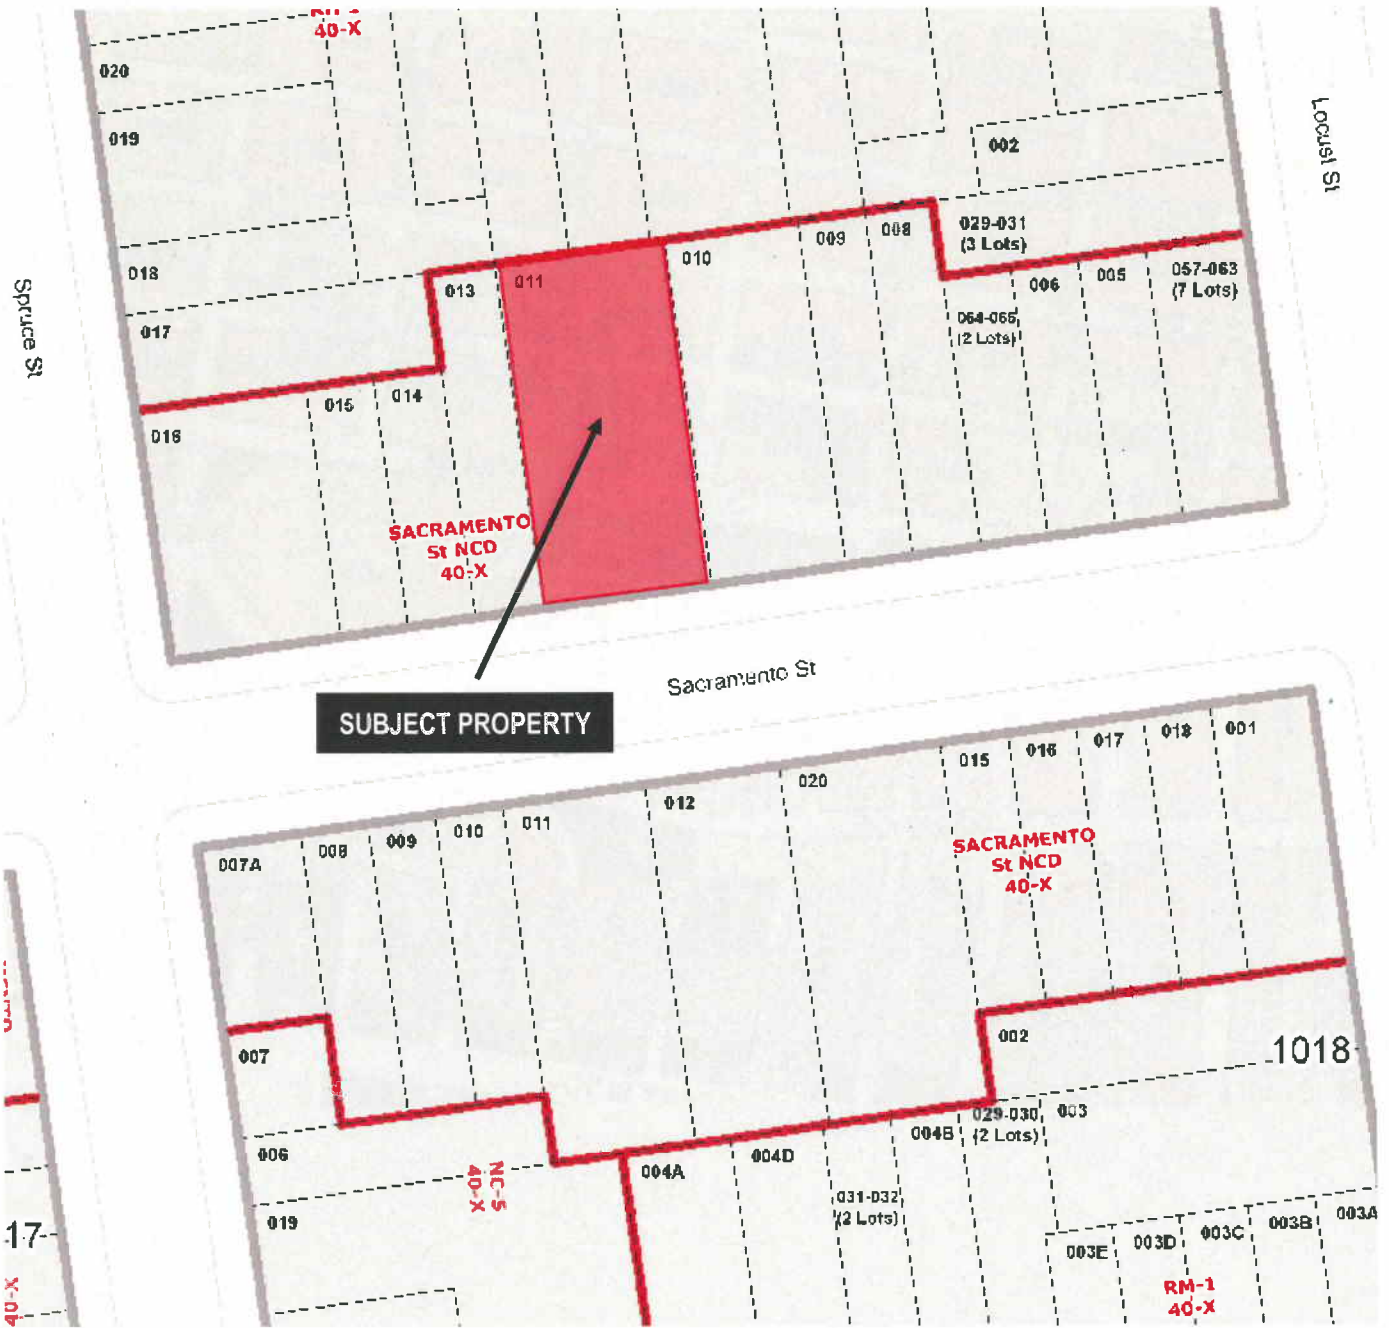 40-X
020
019
002
Locust St
018
013
011
010
009
008
029-031
(3 Lots)
017
006
005
057-063
(7 Lots)
Spruce St
064-065
(2 Lots)
016
015
014
SACRAMENTO
St NCD
40-X
Sacramento St
SUBJECT PROPERTY
007A
008
009
010
011
012
020
015
016
017
018
001
SACRAMENTO
St NCD
40-X
007
002
1018
006
004A
004D
004B
029-030
(2 Lots)
003
NC-S
40-X
031-032
(2 Lots)
019
17
003E
003D
003C
003B
003A
RM-1
40-X
40-X